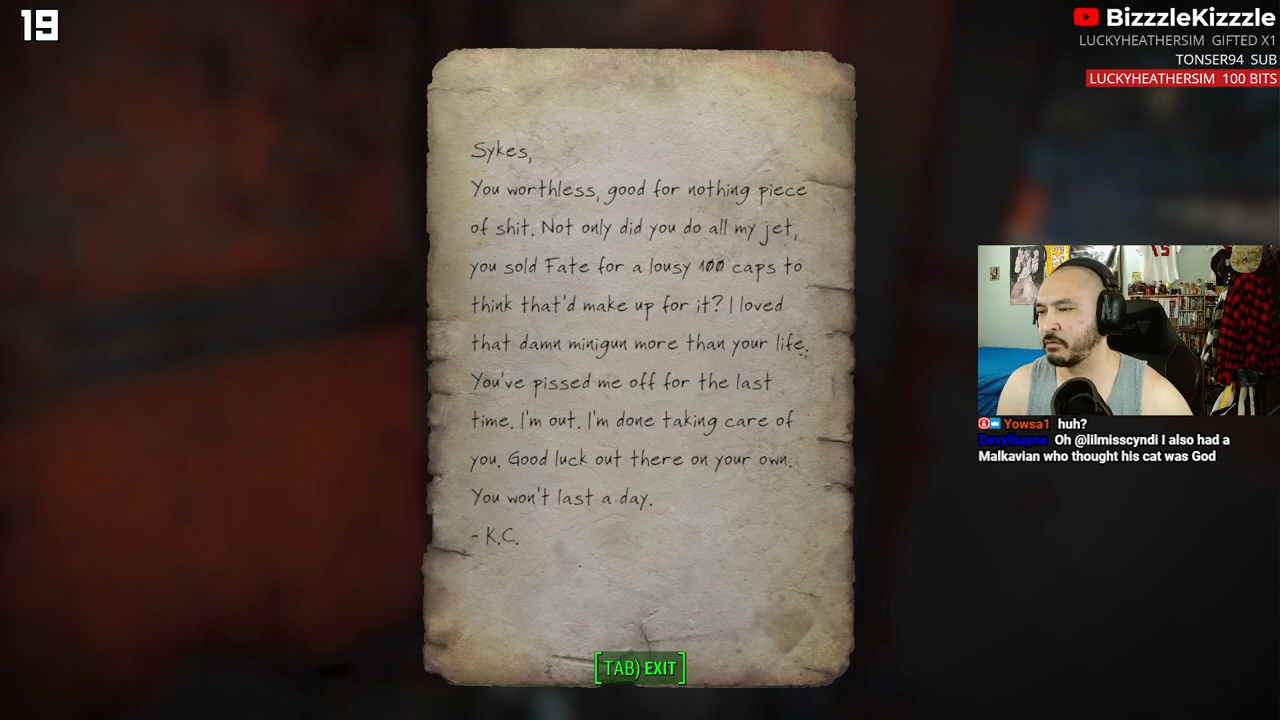 19
BizzzleKizzzle
LUCKYHEATHERSIM GIFTED X1
TONSER94 SUB
LUCKYHEATHERSIM 100 BITS
Sykes,
You worthless, good for nothing piece
of shit. Not only did you do all my jet,
you sold Fate for a lousy 100 caps to
think that'd make up for it? I loved
that damn minigun more than your life.
You've pissed me off for the last
time. I'm out. I'm done taking care of
you. Good luck out there on your own.
You won't last a day.
- K.C.
[TAB) EXIT]
Yowsa1 huh?
Devylbayne Oh @lilmisscyndi I also had a
Malkavian who thought his cat was God